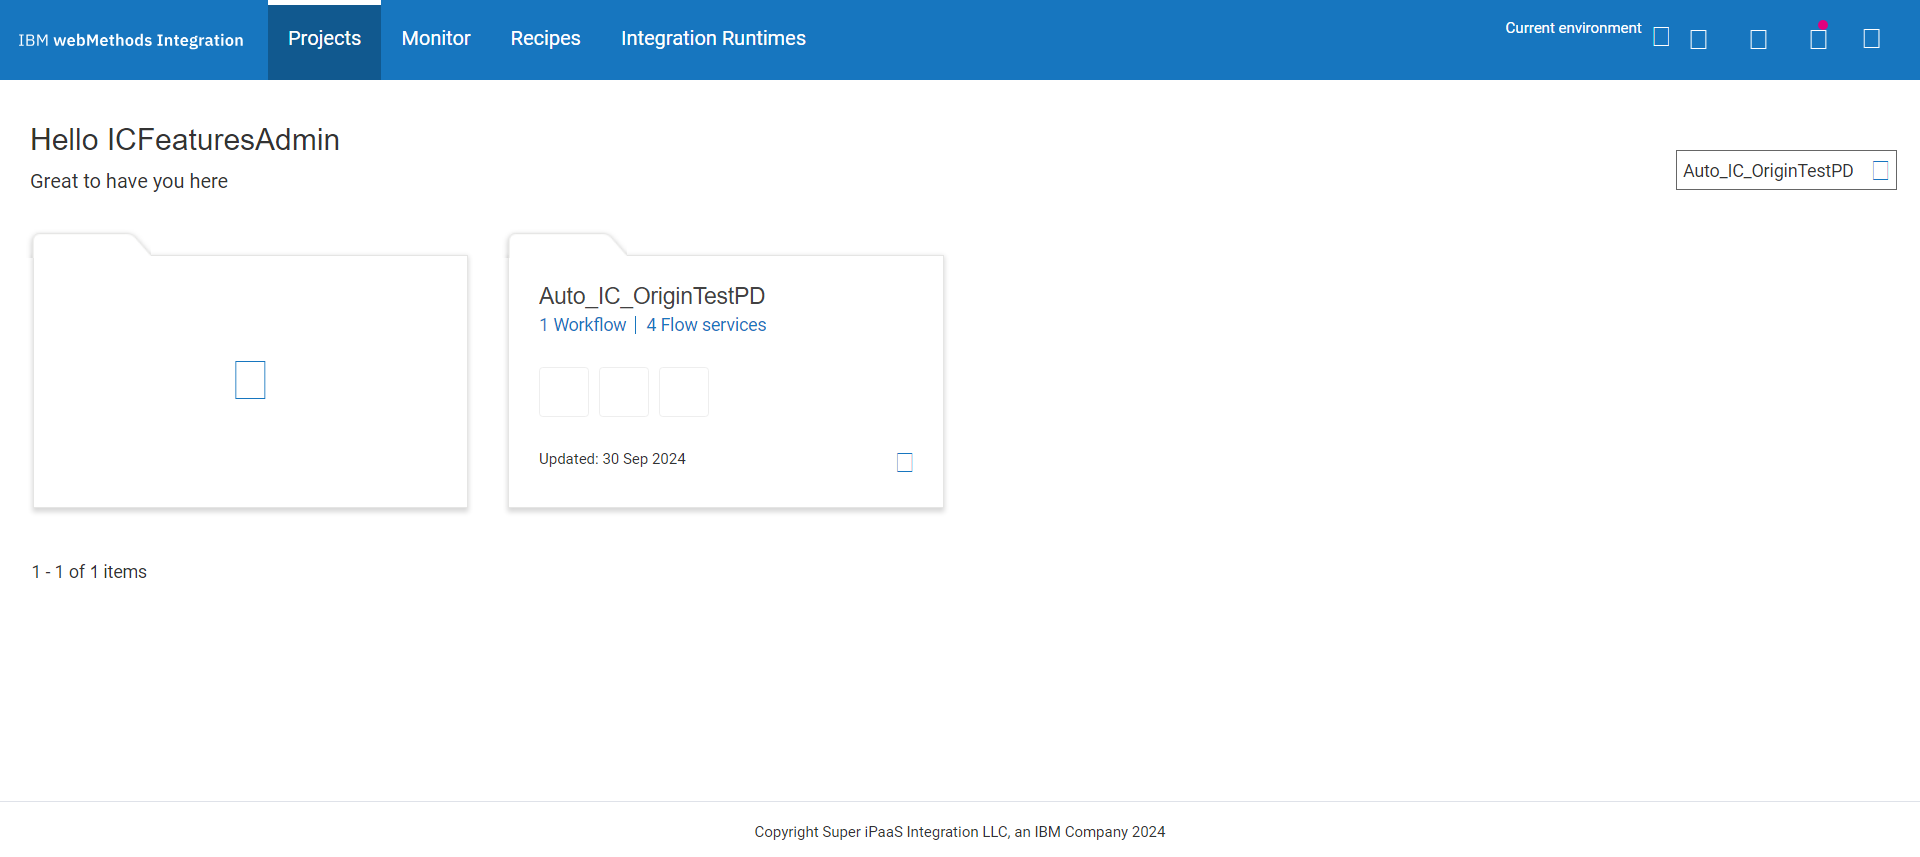 IBM webMethods Integration
Projects
Monitor
Recipes
Integration Runtimes
Current environment
Hello ICFeaturesAdmin
Great to have you here
Auto_IC_OriginTestPD
Auto_IC_OriginTestPD
1 Workflow | 4 Flow services
Updated: 30 Sep 2024
1 - 1 of 1 items
Copyright Super iPaaS Integration LLC, an IBM Company 2024